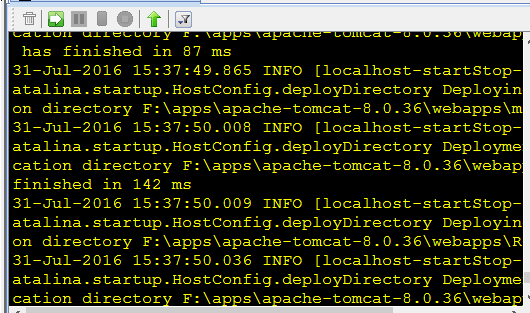 cation directory F:\apps\apache-tomcat-8.0.36\webapp
has finished in 87 ms
31-Jul-2016 15:37:49.865 INFO [localhost-startStop-
atalina.startup.HostConfig.deployDirectory Deployin
on directory F:\apps\apache-tomcat-8.0.36\webapps\m
31-Jul-2016 15:37:50.008 INFO [localhost-startStop-
atalina.startup.HostConfig.deployDirectory Deployme
cation directory F:\apps\apache-tomcat-8.0.36\webapp
finished in 142 ms
31-Jul-2016 15:37:50.009 INFO [localhost-startStop-
atalina.startup.HostConfig.deployDirectory Deployin
on directory F:\apps\apache-tomcat-8.0.36\webapps\R
31-Jul-2016 15:37:50.036 INFO [localhost-startStop-
atalina.startup.HostConfig.deployDirectory Deployme
cation directory F:\apps\apache-tomcat-8.0.36\webapp